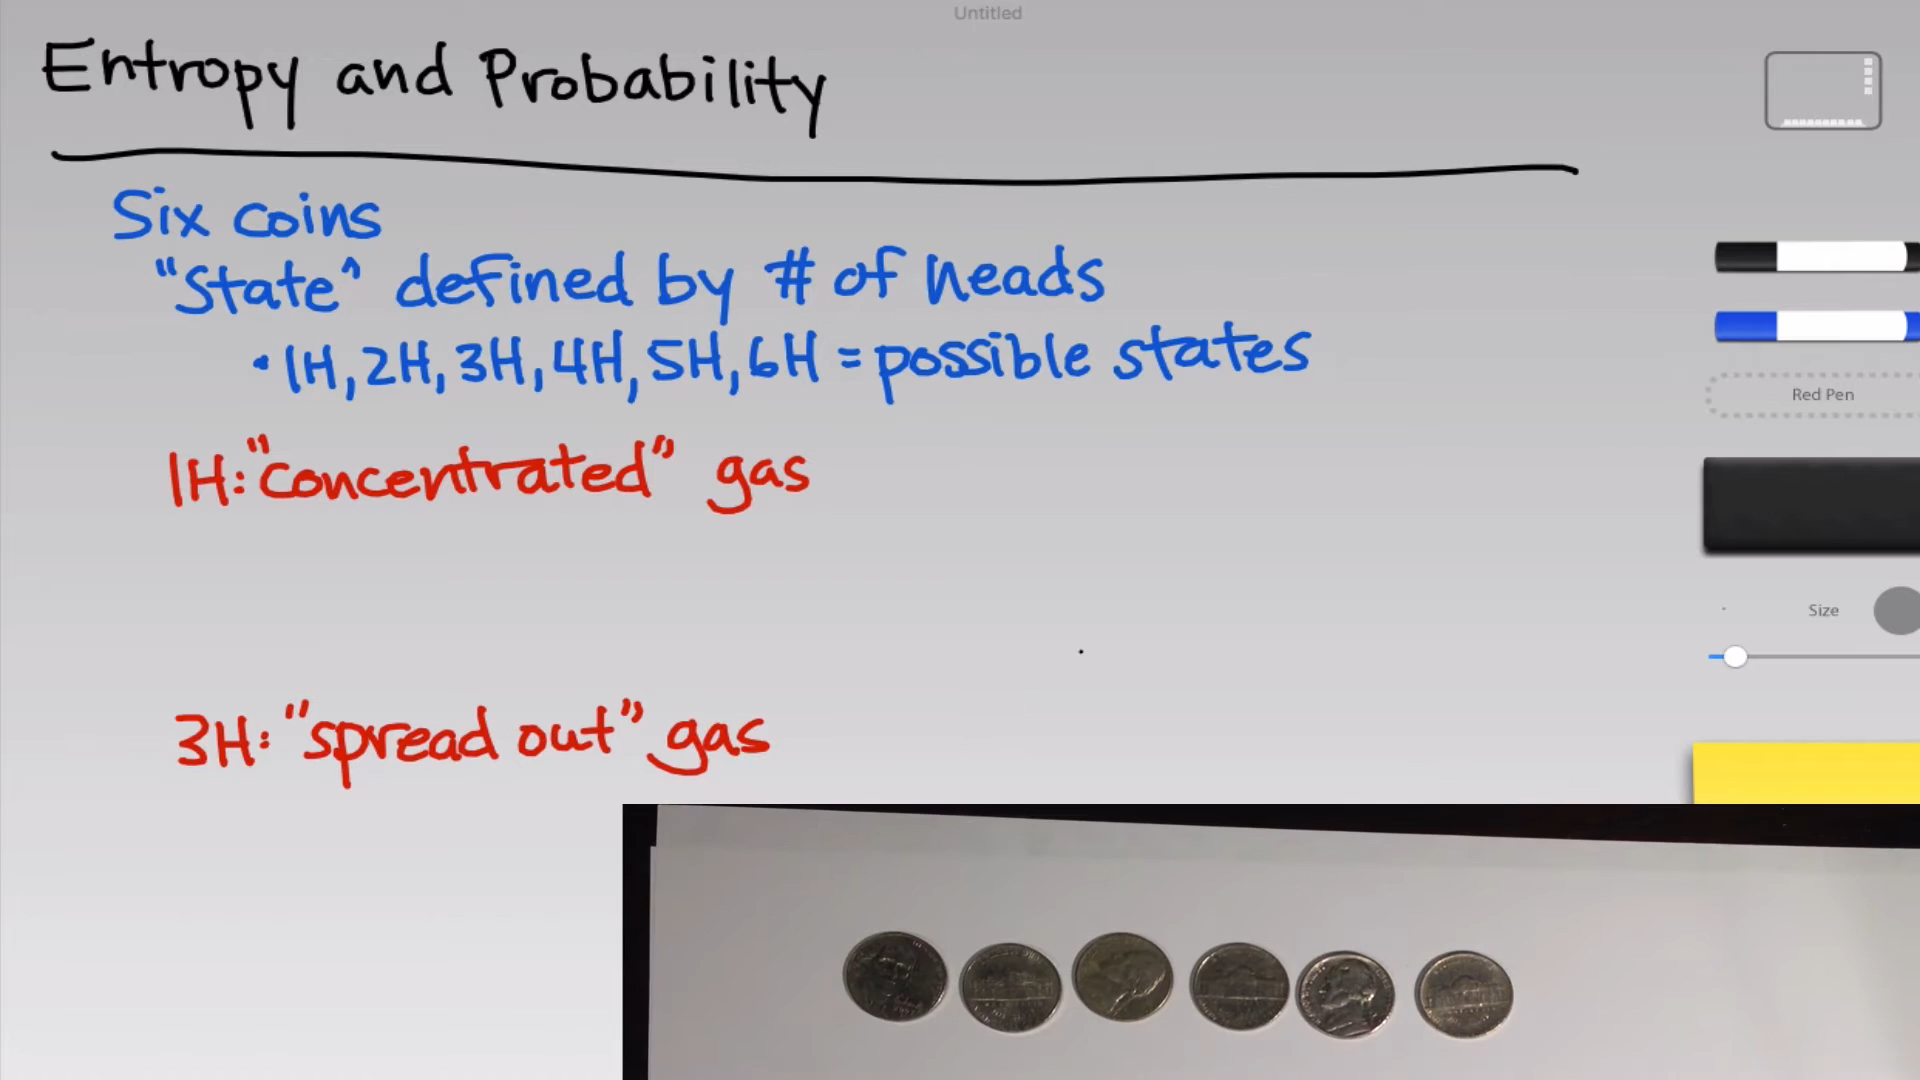 Untitled
Entropy and Probability
Six coins
"State" defined by # of heads
• 1H, 2H, 3H, 4H, 5H, 6H = possible states
Red Pen
1H: "concentrated" gas
Size
3H: "spread out" gas